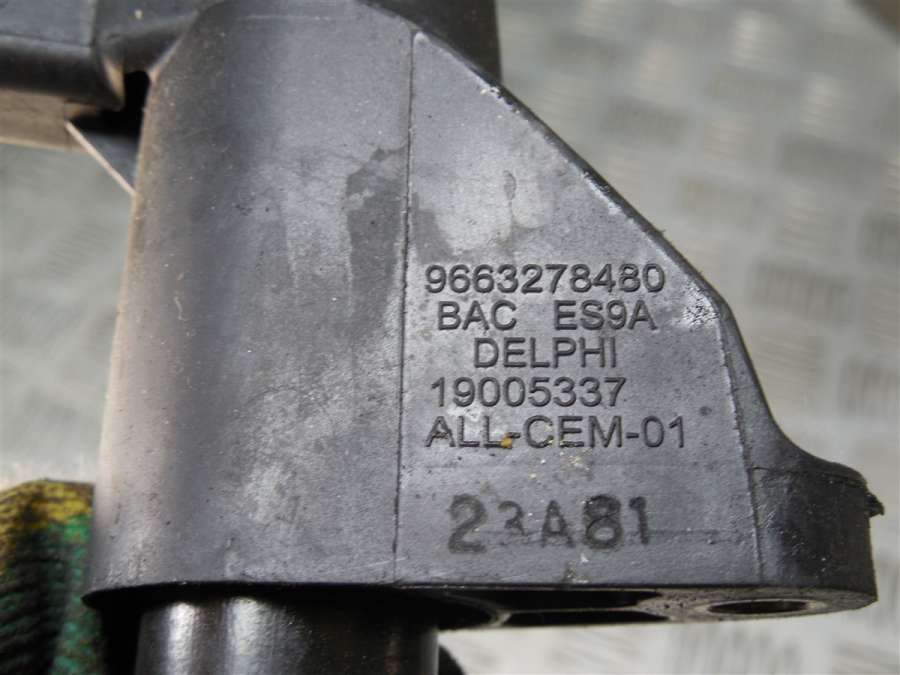 9663278480
BAC ES9A
DELPHI
19005337
ALL-CEM-01
23A81